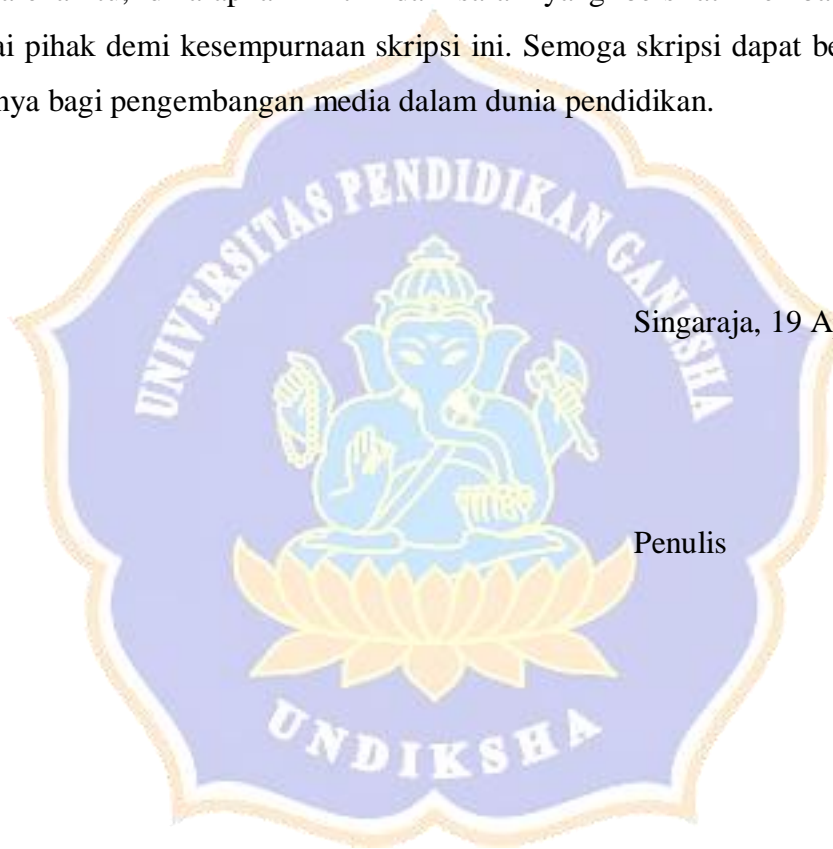 ai pihak demi kesempurnaan skripsi ini. Semoga skripsi dapat be
nya bagi pengembangan media dalam dunia pendidikan.
UNIVERSITAS PENDIDIKAN GANESHA
Singaraja, 19 A
Penulis
UNDIKSHA